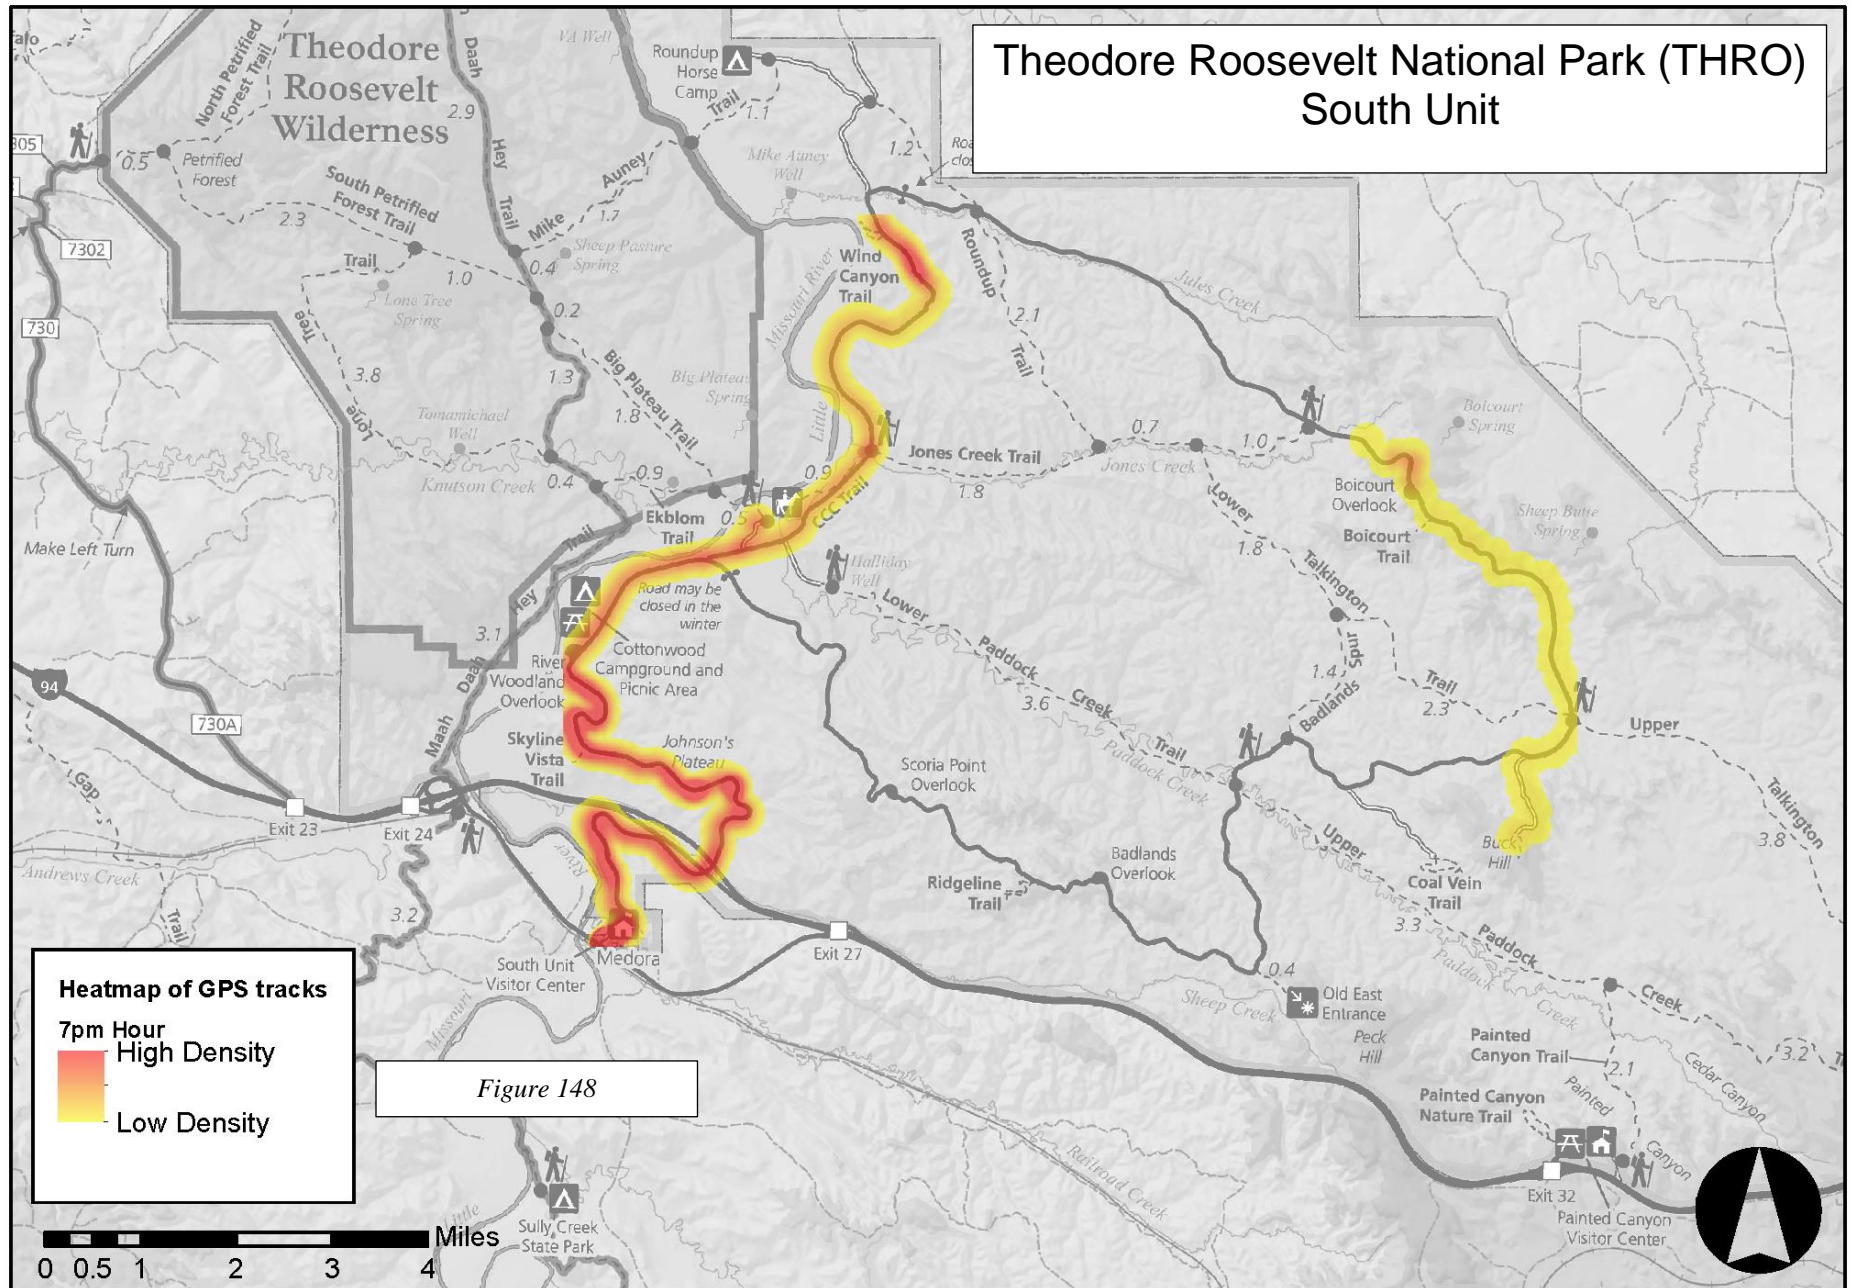 Theodore Roosevelt National Park (THRO)
South Unit
Theodore
Roosevelt
Wilderness
North Petrified
Forest Trail
Daah
2.9
Hey
Trail
VA Well
Roundup
Horse
Camp
Trail
1.1
1.2
0.5
Petrified
Forest
South Petrified
Forest Trail
2.3
Mike
Auney
1.7
Mike Auney
Well
7302
Trail
1.0
0.4
Sheep Pasture
Spring
Lone Tree
Spring
0.2
Wind
Canyon
Trail
Missouri River
Roundup
2.1
Trail
Jules Creek
730
Tree
3.8
Lone
1.3
Big Plateau Trail
1.8
Big Plateau
Spring
Little
Tomamichael
Well
Knutson Creek
0.4
0.9
0.9
Jones Creek Trail
1.8
0.7
Jones Creek
1.0
Boicourt
Spring
Boicourt
Overlook
Boicourt
Trail
Sheep Butte
Spring
Make Left Turn
Ekblom
Trail
0.5
CCC Trail
Trail
Hey
Halliday
Well
Road may be
closed in the
winter
Lower
Paddock
Creek
Trail
3.6
Paddock Creek
Lower
1.8
Talkington
Spur
1.4
Badlands
Trail
2.3
Upper
Talkington
3.8
3.1
Daah
Maah
River
Woodland
Overlook
Cottonwood
Campground and
Picnic Area
94
730A
Skyline
Vista
Trail
Johnson's
Plateau
Scoria Point
Overlook
Gap
Trail
Exit 23
Exit 24
Andrews Creek
River
3.2
Badlands
Overlook
Ridgeline
Trail
Upper
Coal Vein
Trail
3.3
Buck
Hill
Paddock
Creek
Paddock
Creek
Medora
South Unit
Visitor Center
Exit 27
0.4
Old East
Entrance
Sheep Creek
Peck
Hill
Painted
Canyon Trail
2.1
3.2
Cedar Canyon
Painted
Canyon
Painted Canyon
Nature Trail
Exit 32
Painted Canyon
Visitor Center
Missouri
Little
Railroad Creek
Sully Creek
State Park
Heatmap of GPS tracks
7pm Hour
High Density
Low Density
Figure 148
Miles
0 0.5 1 2 3 4